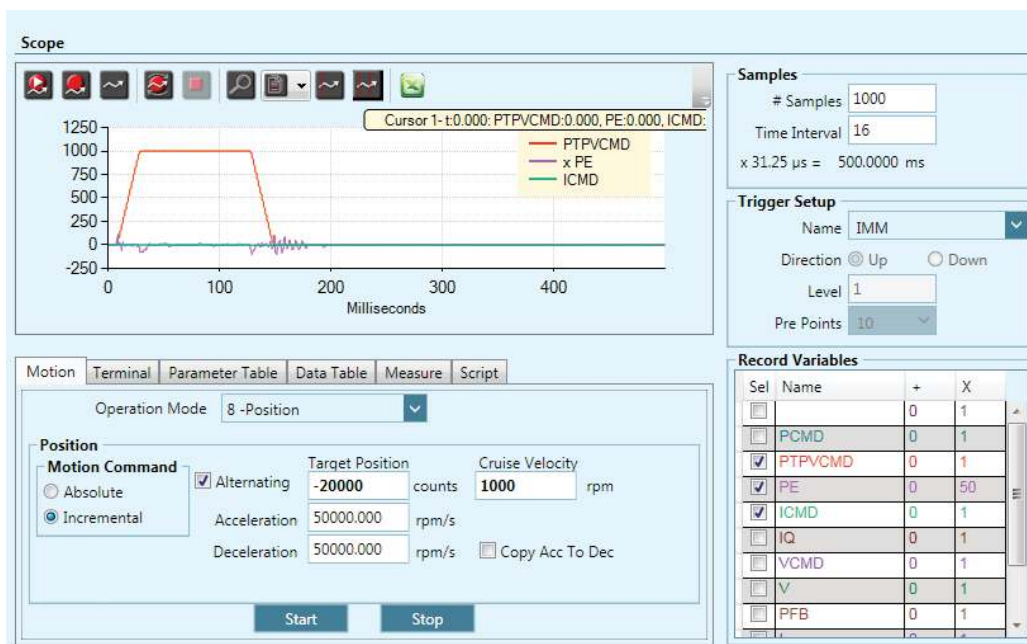 Scope
Cursor 1- t:0.000: PTPVCMD:0.000, PE:0.000, ICMD:
1250
1000
750
500
250
0
-250
0 100 200 300 400
Milliseconds
PTPVCMD
x PE
ICMD
Samples
# Samples 1000
Time Interval 16
x 31.25 µs = 500.0000 ms
Trigger Setup
Name IMM
Direction Up Down
Level 1
Pre Points 10
Motion Terminal Parameter Table Data Table Measure Script
Operation Mode 8 -Position
Position
Motion Command
Absolute
Incremental
Alternating
Target Position
-20000 counts
Cruise Velocity
1000 rpm
Acceleration 50000.000 rpm/s
Deceleration 50000.000 rpm/s
Copy Acc To Dec
Start Stop
Record Variables
Sel Name + X
0 1
PCMD 0 1
PTPVCMD 0 1
PE 0 50
ICMD 0 1
IQ 0 1
VCMD 0 1
V 0 1
PFB 0 1